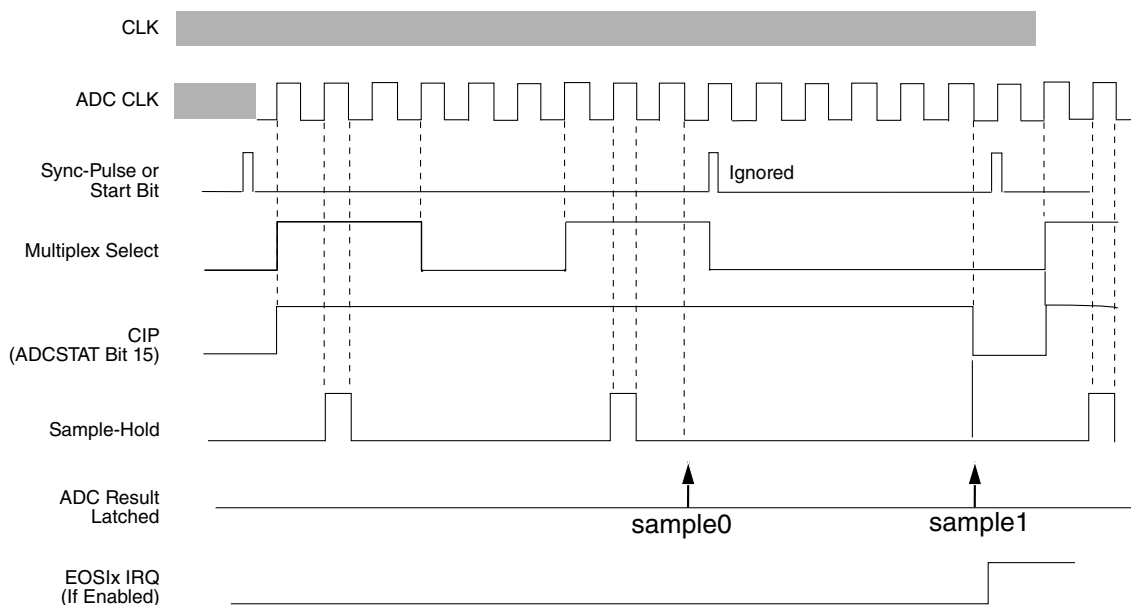 CLK
ADC CLK
Sync-Pulse or
Start Bit
Ignored
Multiplex Select
CIP
(ADCSTAT Bit 15)
Sample-Hold
ADC Result
Latched
sample0
sample1
EOSIx IRQ
(If Enabled)